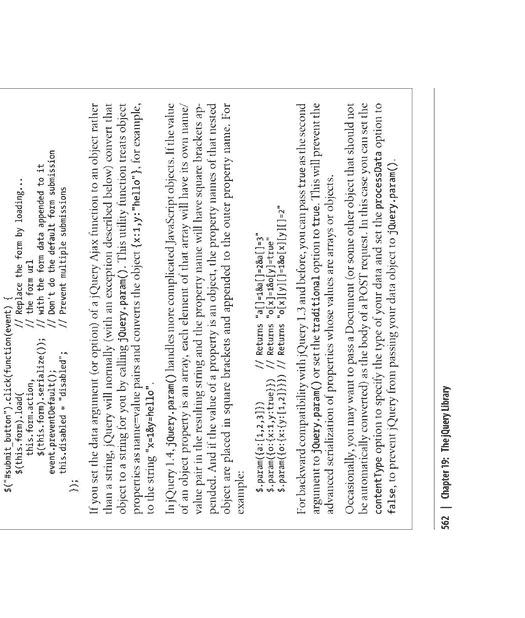 $("#submit_button").click(function(event) {
$(this.form).load( // Replace the form by loading...
this.form.action, // the form url
$(this.form).serialize()); // with the form data appended to it
event.preventDefault(); // Don't do the default form submission
this.disabled = "disabled"; // Prevent multiple submissions
});
If you set the data argument (or option) of a jQuery Ajax function to an object rather
than a string, jQuery will normally (with an exception described below) convert that
object to a string for you by calling jQuery.param(). This utility function treats object
properties as name=value pairs and converts the object {x:1,y:"hello"}, for example,
to the string "x=1&y=hello".
In jQuery 1.4, jQuery.param() handles more complicated JavaScript objects. If the value
of an object property is an array, each element of that array will have its own name/
value pair in the resulting string and the property name will have square brackets ap-
pended. And if the value of a property is an object, the property names of that nested
object are placed in square brackets and appended to the outer property name. For
example:
$.param({a:[1,2,3]}) // Returns "a[]=1&a[]=2&a[]=3"
$.param({o:{x:1,y:true}}) // Returns "o[x]=1&o[y]=true"
$.param({o:{x:{y:[1,2]}}}) // Returns "o[x][y][]=1&o[x][y][]=2"
For backward compatibility with jQuery 1.3 and before, you can pass true as the second
argument to jQuery.param() or set the traditional option to true. This will prevent the
advanced serialization of properties whose values are arrays or objects.
Occasionally, you may want to pass a Document (or some other object that should not
be automatically converted) as the body of a POST request. In this case you can set the
contentType option to specify the type of your data and set the processData option to
false, to prevent jQuery from passing your data object to jQuery.param().
562 | Chapter 19: The jQuery Library